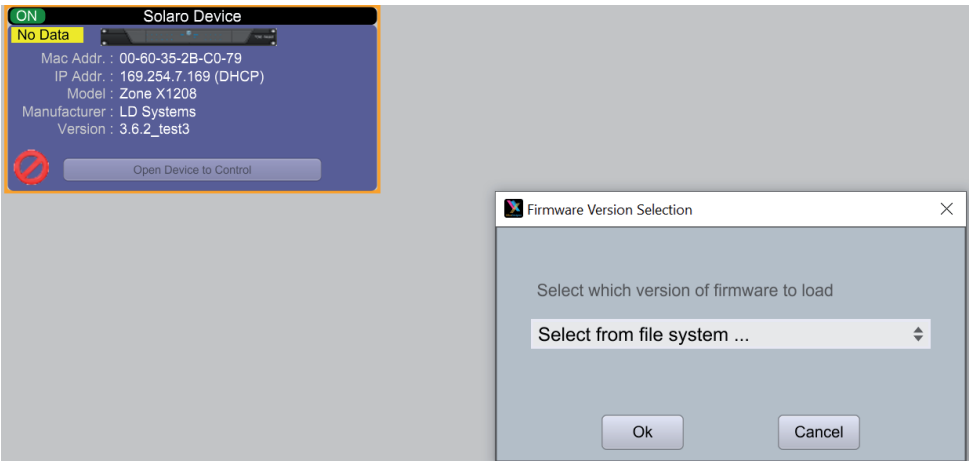 ON Solaro Device
No Data
Mac Addr. : 00-60-35-2B-C0-79
IP Addr. : 169.254.7.169 (DHCP)
Model : Zone X1208
Manufacturer : LD Systems
Version : 3.6.2_test3
Open Device to Control
Firmware Version Selection
Select which version of firmware to load
Select from file system ...
Ok Cancel